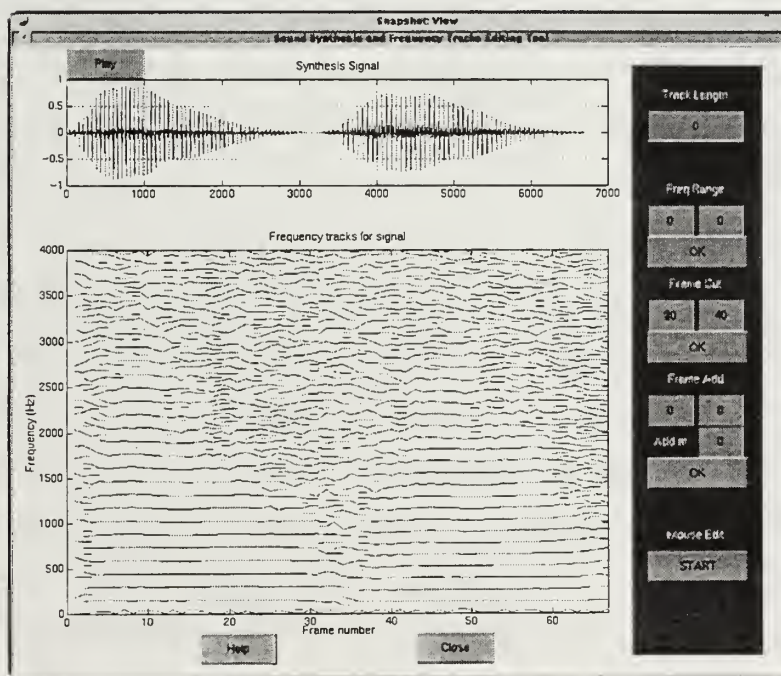 Snapshot View
Sound Synthesis and Frequency Tracks Editing Tool
Play
Synthesis Signal
1
0.5
0
−0.5
−1
0 1000 2000 3000 4000 5000 6000 7000
Frequency tracks for signal
4000
3500
3000
2500
2000
1500
1000
500
0
Frequency (Hz)
0 10 20 30 40 50 60
Frame number
Help
Close
Track Length
0
Freq Range
0 0
OK
Frame Cut
20 40
OK
Frame Add
0 0
Add at 0
OK
Mouse Edit
START